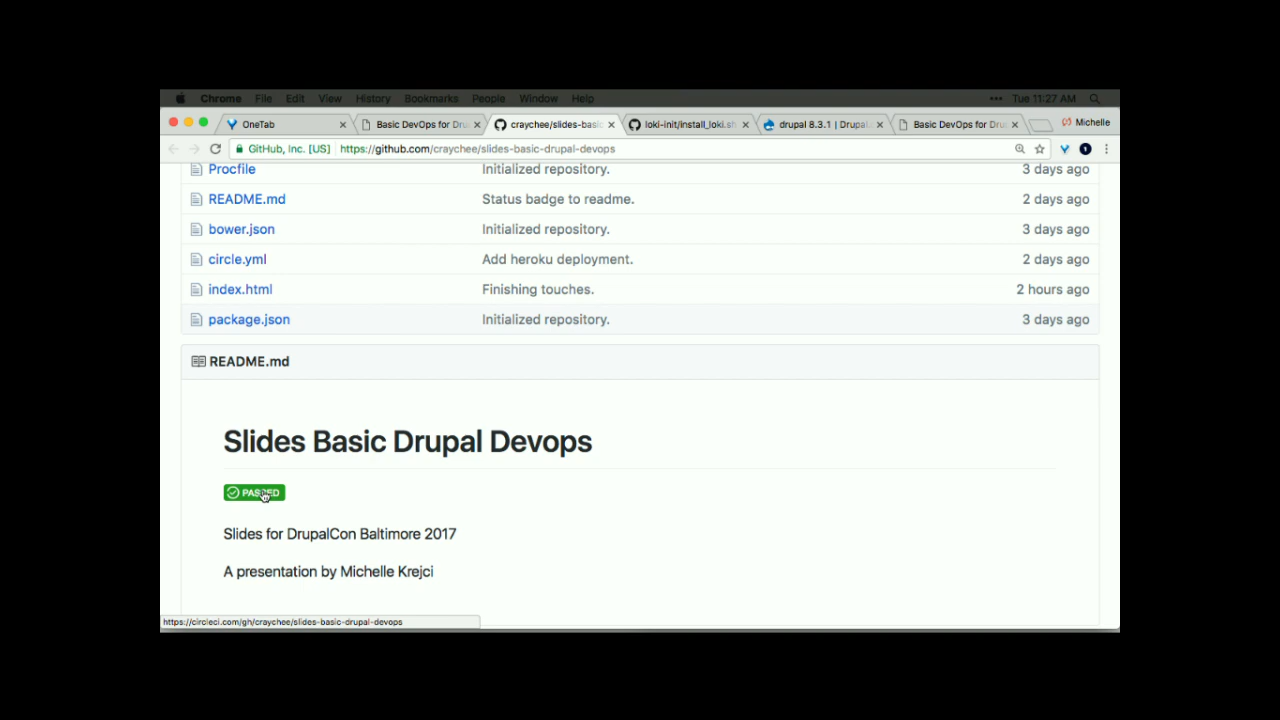 Chrome File Edit View History Bookmarks People Window Help ••• Tue 11:27 AM
OneTab × Basic DevOps for Dru × craychee/slides-basic × loki-init/install_loki.sh × drupal 8.3.1 | Drupal. × Basic DevOps for Dru × Michelle
GitHub, Inc. [US] https://github.com/craychee/slides-basic-drupal-devops
Procfile Initialized repository. 3 days ago
README.md Status badge to readme. 2 days ago
bower.json Initialized repository. 3 days ago
circle.yml Add heroku deployment. 2 days ago
index.html Finishing touches. 2 hours ago
package.json Initialized repository. 3 days ago
README.md
Slides Basic Drupal Devops
PASSED
Slides for DrupalCon Baltimore 2017
A presentation by Michelle Krejci
https://circleci.com/gh/craychee/slides-basic-drupal-devops